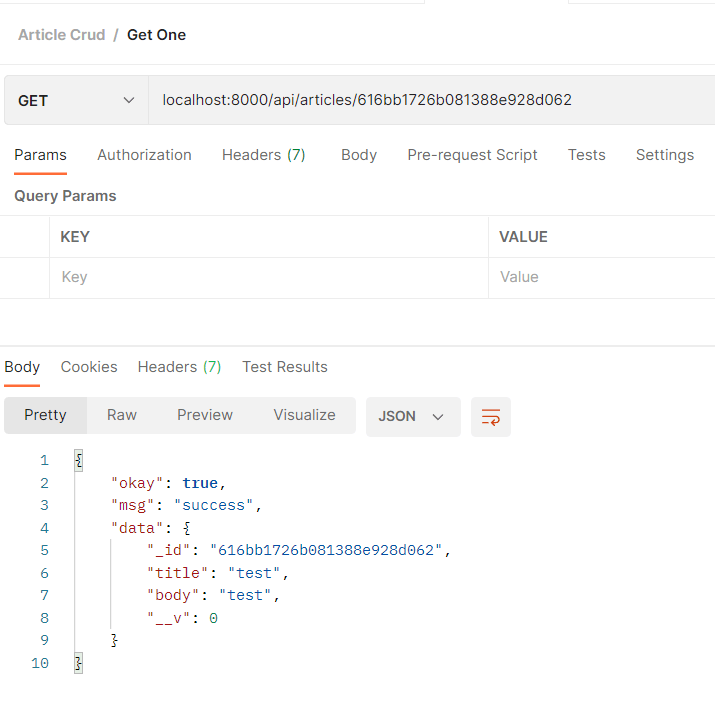 Article Crud / Get One
GET localhost:8000/api/articles/616bb1726b081388e928d062
Params Authorization Headers (7) Body Pre-request Script Tests Settings
Query Params
KEY VALUE
Key Value
Body Cookies Headers (7) Test Results
Pretty Raw Preview Visualize JSON
1 {
2 "okay": true,
3 "msg": "success",
4 "data": {
5 "_id": "616bb1726b081388e928d062",
6 "title": "test",
7 "body": "test",
8 "__v": 0
9 }
10 }